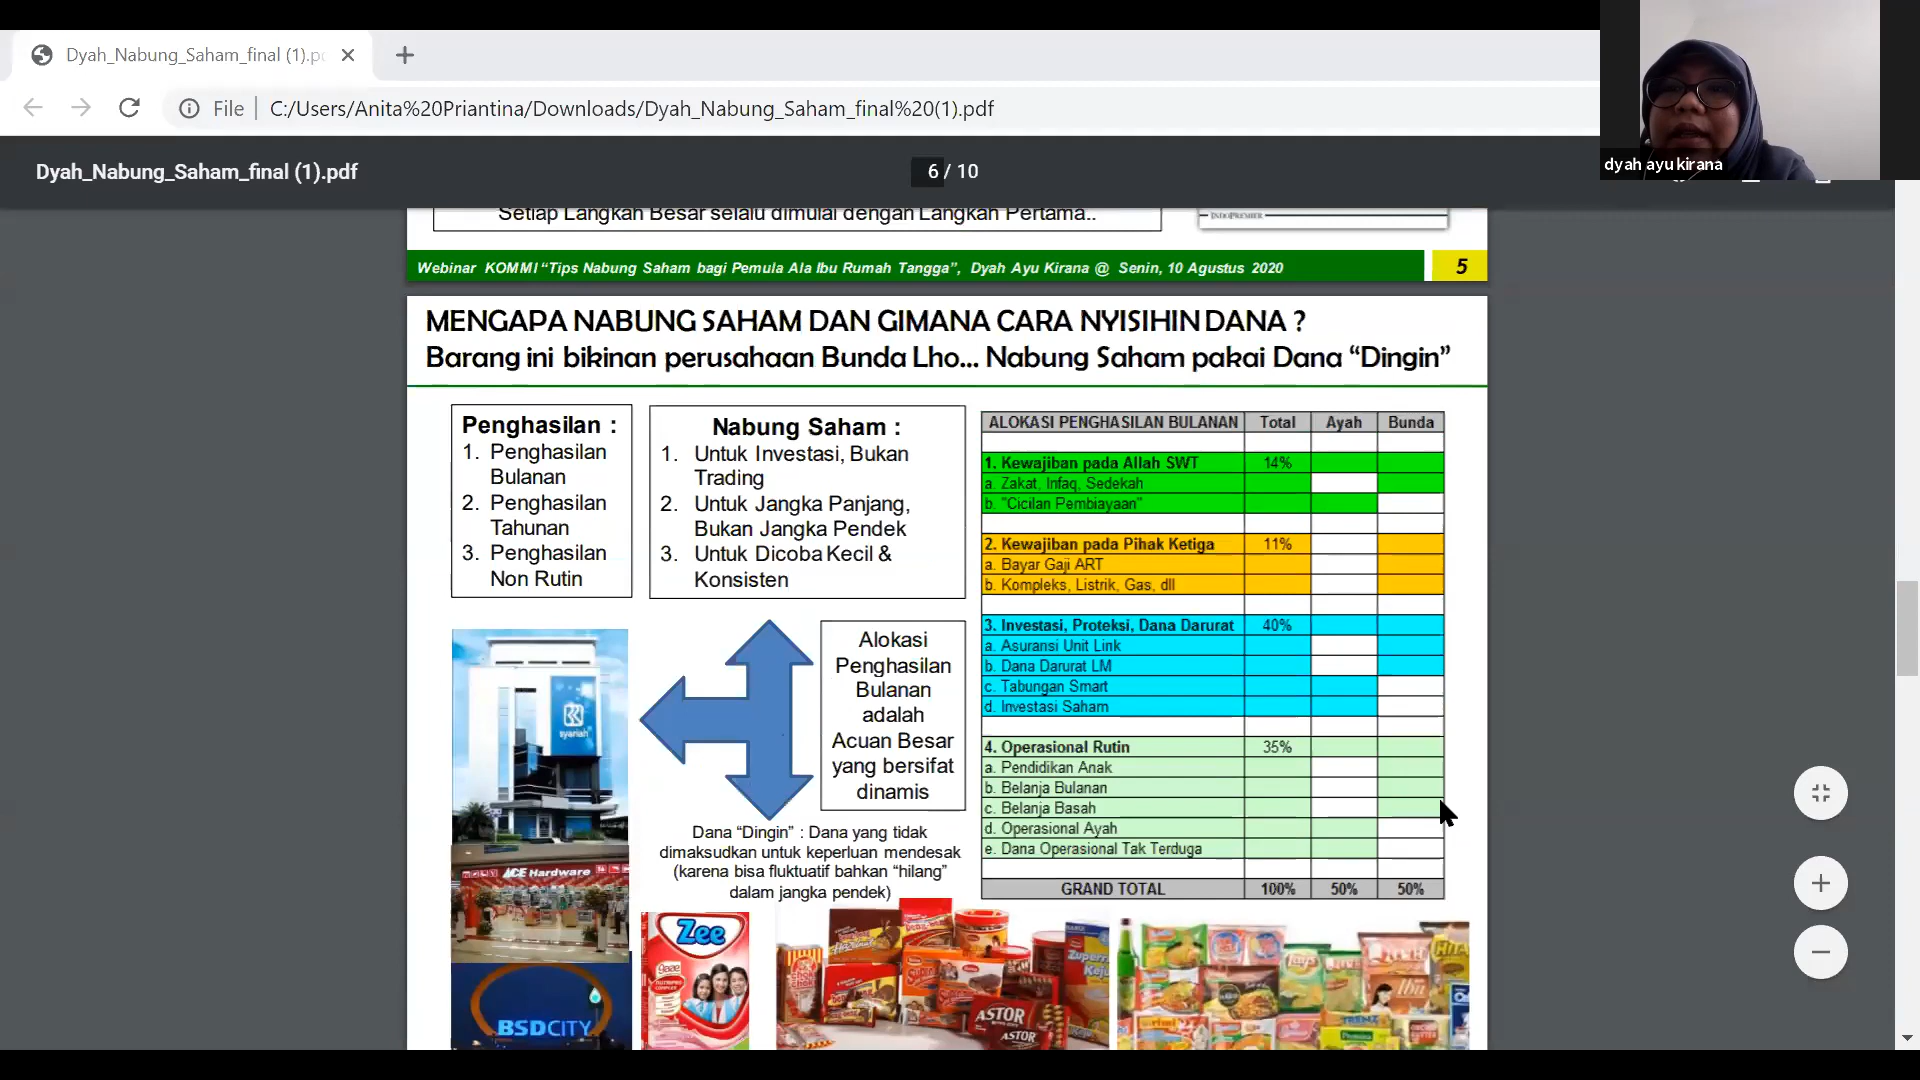 Dyah_Nabung_Saham_final (1).p
File
C:/Users/Anita%20Priantina/Downloads/Dyah_Nabung_Saham_final%20(1).pdf
dyah ayu kirana
Dyah_Nabung_Saham_final (1).pdf
6 / 10
Setiap Langkah Besar selalu dimulai dengan Langkah Pertama..
INDOPREMIER
Webinar KOMMI "Tips Nabung Saham bagi Pemula Ala Ibu Rumah Tangga", Dyah Ayu Kirana @ Senin, 10 Agustus 2020
5
MENGAPA NABUNG SAHAM DAN GIMANA CARA NYISIHIN DANA ?
Barang ini bikinan perusahaan Bunda Lho... Nabung Saham pakai Dana "Dingin"
Penghasilan :
1. Penghasilan
Bulanan
2. Penghasilan
Tahunan
3. Penghasilan
Non Rutin
Nabung Saham :
1. Untuk Investasi, Bukan
Trading
2. Untuk Jangka Panjang,
Bukan Jangka Pendek
3. Untuk Dicoba Kecil &
Konsisten
Alokasi
Penghasilan
Bulanan
adalah
Acuan Besar
yang bersifat
dinamis
Dana "Dingin" : Dana yang tidak
dimaksudkan untuk keperluan mendesak
(karena bisa fluktuatif bahkan "hilang"
dalam jangka pendek)
ALOKASI PENGHASILAN BULANAN Total Ayah Bunda
1. Kewajiban pada Allah SWT 14%
a. Zakat, Infaq, Sedekah
b. "Cicilan Pembiayaan"
2. Kewajiban pada Pihak Ketiga 11%
a. Bayar Gaji ART
b. Kompleks, Listrik, Gas, dll
3. Investasi, Proteksi, Dana Darurat 40%
a. Asuransi Unit Link
b. Dana Darurat LM
c. Tabungan Smart
d. Investasi Saham
4. Operasional Rutin 35%
a. Pendidikan Anak
b. Belanja Bulanan
c. Belanja Basah
d. Operasional Ayah
e. Dana Operasional Tak Terduga
GRAND TOTAL 100% 50% 50%
syariah
ACE Hardware
BSDCITY
Zee
ASTOR
ASTOR